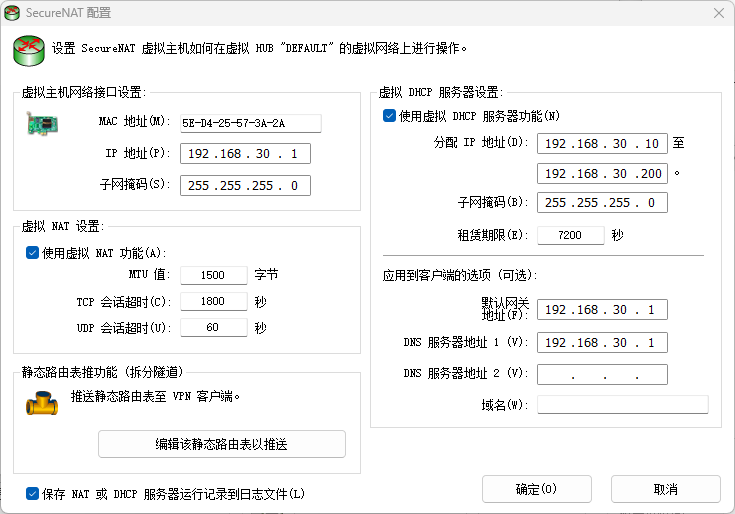 SecureNAT 配置
设置 SecureNAT 虚拟主机如何在虚拟 HUB "DEFAULT" 的虚拟网络上进行操作。
虚拟主机网络接口设置:
MAC 地址(M): 5E-D4-25-57-3A-2A
IP 地址(P): 192 .168 . 30 . 1
子网掩码(S): 255 .255 .255 . 0
虚拟 NAT 设置:
使用虚拟 NAT 功能(A):
MTU 值: 1500 字节
TCP 会话超时(C): 1800 秒
UDP 会话超时(U): 60 秒
静态路由表推功能 (拆分隧道)
推送静态路由表至 VPN 客户端。
编辑该静态路由表以推送
保存 NAT 或 DHCP 服务器运行记录到日志文件(L)
虚拟 DHCP 服务器设置:
使用虚拟 DHCP 服务器功能(N)
分配 IP 地址(D): 192 .168 . 30 . 10 至
192 .168 . 30 .200 。
子网掩码(B): 255 .255 .255 . 0
租赁期限(E): 7200 秒
应用到客户端的选项 (可选):
默认网关
地址(F): 192 .168 . 30 . 1
DNS 服务器地址 1 (V): 192 .168 . 30 . 1
DNS 服务器地址 2 (V): . . .
域名(W):
确定(O)
取消